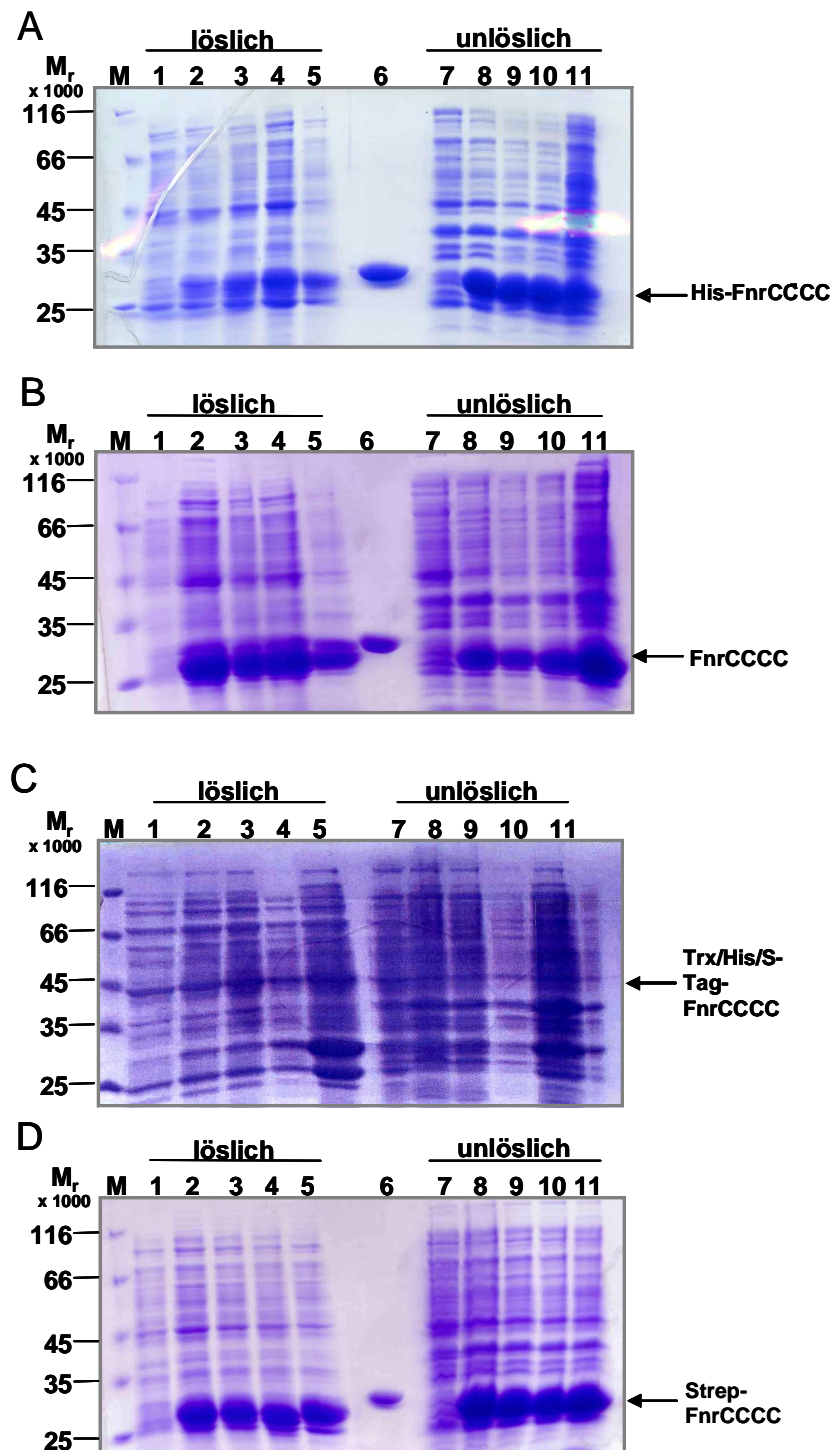 A
löslich
unlöslich
Mr
x 1000
M 1 2 3 4 5 6 7 8 9 10 11
116
66
45
35
25
His-FnrCCCC
B
löslich
unlöslich
Mr
x 1000
M 1 2 3 4 5 6 7 8 9 10 11
116
66
45
35
25
FnrCCCC
C
löslich
unlöslich
Mr
x 1000
M 1 2 3 4 5 7 8 9 10 11
116
66
45
35
25
Trx/His/S-
Tag-
FnrCCCC
D
löslich
unlöslich
Mr
x 1000
M 1 2 3 4 5 6 7 8 9 10 11
116
66
45
35
25
Strep-
FnrCCCC